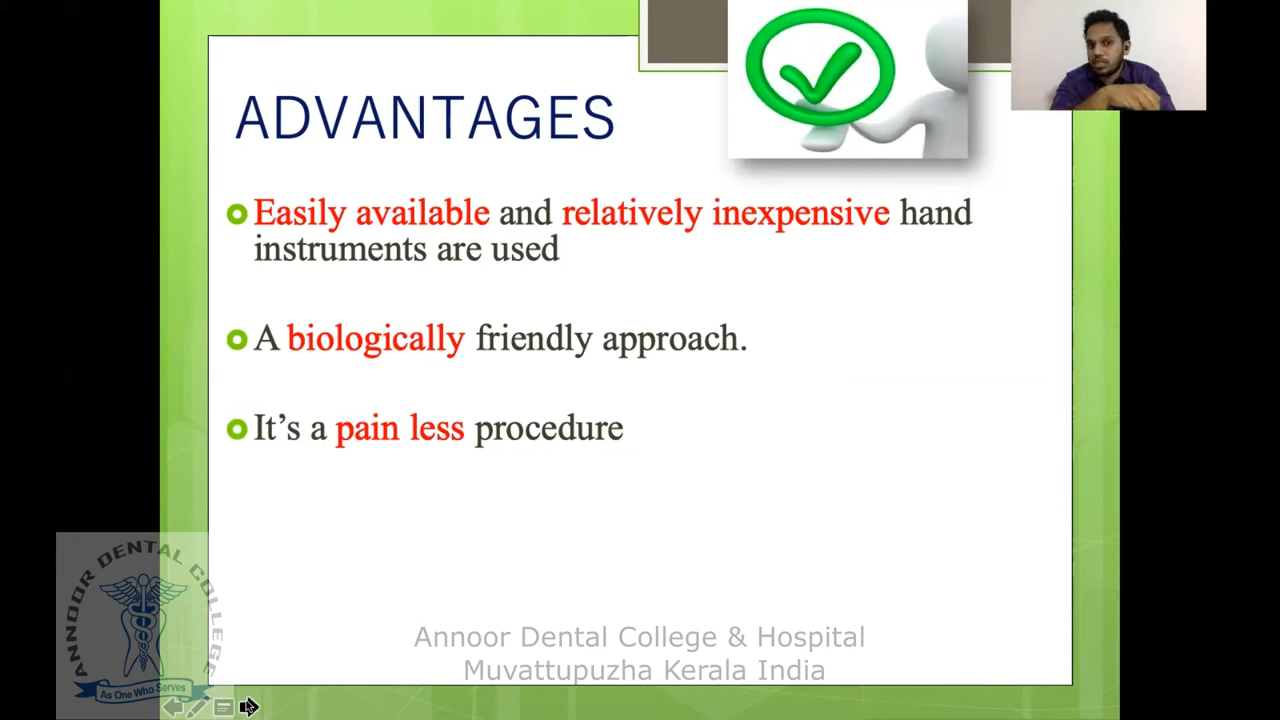 ADVANTAGES
Easily available and relatively inexpensive hand
instruments are used
A biologically friendly approach.
It’s a pain less procedure
ANNOOR DENTAL COLLEGE
As One Who Serves
Annoor Dental College & Hospital
Muvattupuzha Kerala India